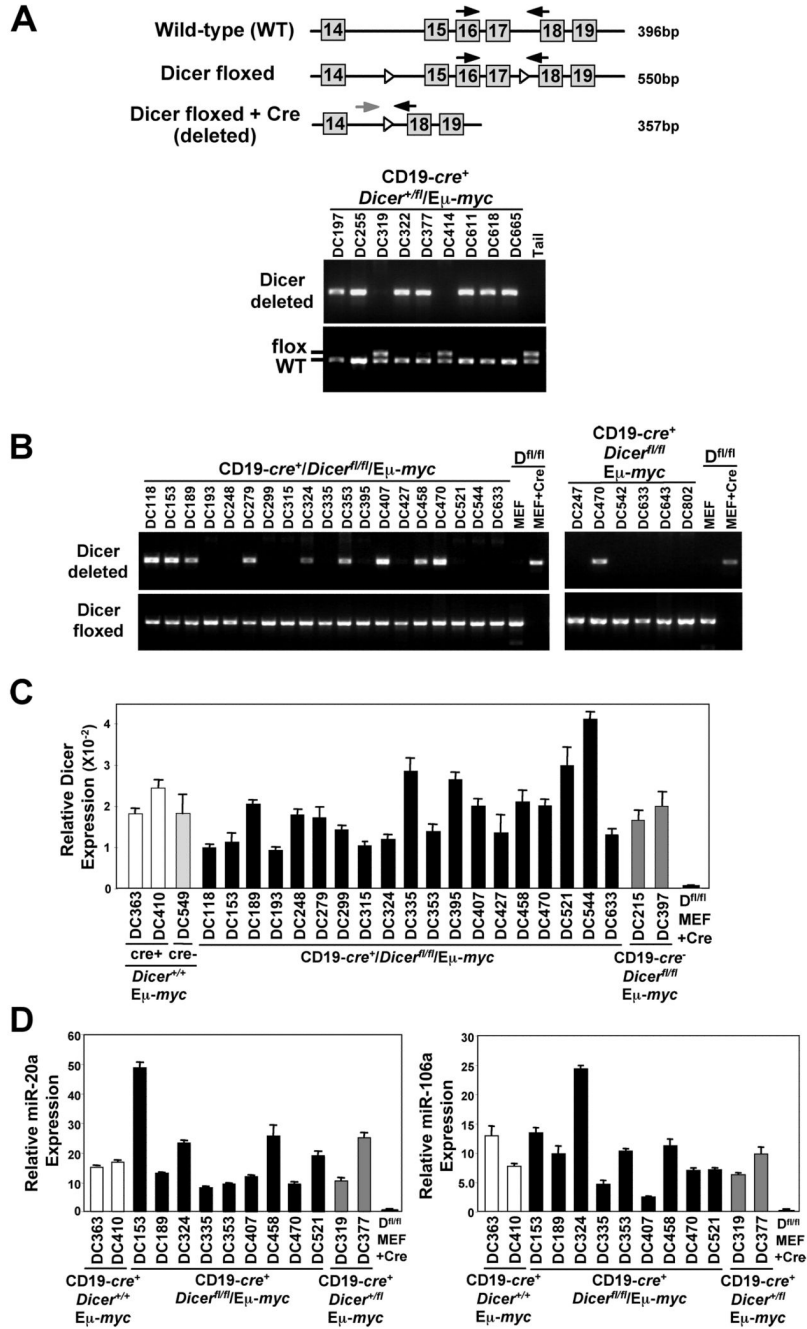 A
Wild-type (WT)
14 15 16 17 18 19
396bp
Dicer floxed
14 15 16 17 18 19
550bp
Dicer floxed + Cre
(deleted)
14 18 19
357bp
CD19-cre+
Dicer+/fl/Eμ-myc
DC197 DC255 DC319 DC322 DC377 DC414 DC611 DC618 DC665 Tail
Dicer
deleted
flox
WT
B
CD19-cre+/Dicerfl/fl/Eμ-myc
Dfl/fl
DC118 DC153 DC189 DC193 DC248 DC279 DC299 DC315 DC324 DC335 DC353 DC395 DC407 DC427 DC458 DC470 DC521 DC544 DC633 MEF MEF+Cre
CD19-cre+
Dicerfl/fl
Eμ-myc
Dfl/fl
DC247 DC470 DC542 DC633 DC643 DC802 MEF MEF+Cre
Dicer
deleted
Dicer
floxed
C
Relative Dicer
Expression (X10-2)
4
3
2
1
0
DC363 DC410 DC549 DC118 DC153 DC189 DC193 DC248 DC279 DC299 DC315 DC324 DC335 DC353 DC395 DC407 DC427 DC458 DC470 DC521 DC544 DC633 DC215 DC397
Dfl/fl
MEF
+Cre
cre+ cre-
Dicer+/+
Eμ-myc
CD19-cre+/Dicerfl/fl/Eμ-myc
CD19-cre-
Dicerfl/fl
Eμ-myc
D
Relative miR-20a
Expression
60
50
40
30
20
10
0
DC363 DC410 DC153 DC189 DC324 DC335 DC353 DC407 DC458 DC470 DC521 DC319 DC377
Dfl/fl
MEF
+Cre
CD19-cre+
Dicer+/+
Eμ-myc
CD19-cre+
Dicerfl/fl/Eμ-myc
CD19-cre+
Dicer+/fl
Eμ-myc
Relative miR-106a
Expression
30
25
20
15
10
5.0
0
DC363 DC410 DC153 DC189 DC324 DC335 DC353 DC407 DC458 DC470 DC521 DC319 DC377
Dfl/fl
MEF
+Cre
CD19-cre+
Dicer+/+
Eμ-myc
CD19-cre+
Dicerfl/fl/Eμ-myc
CD19-cre+
Dicer+/fl
Eμ-myc